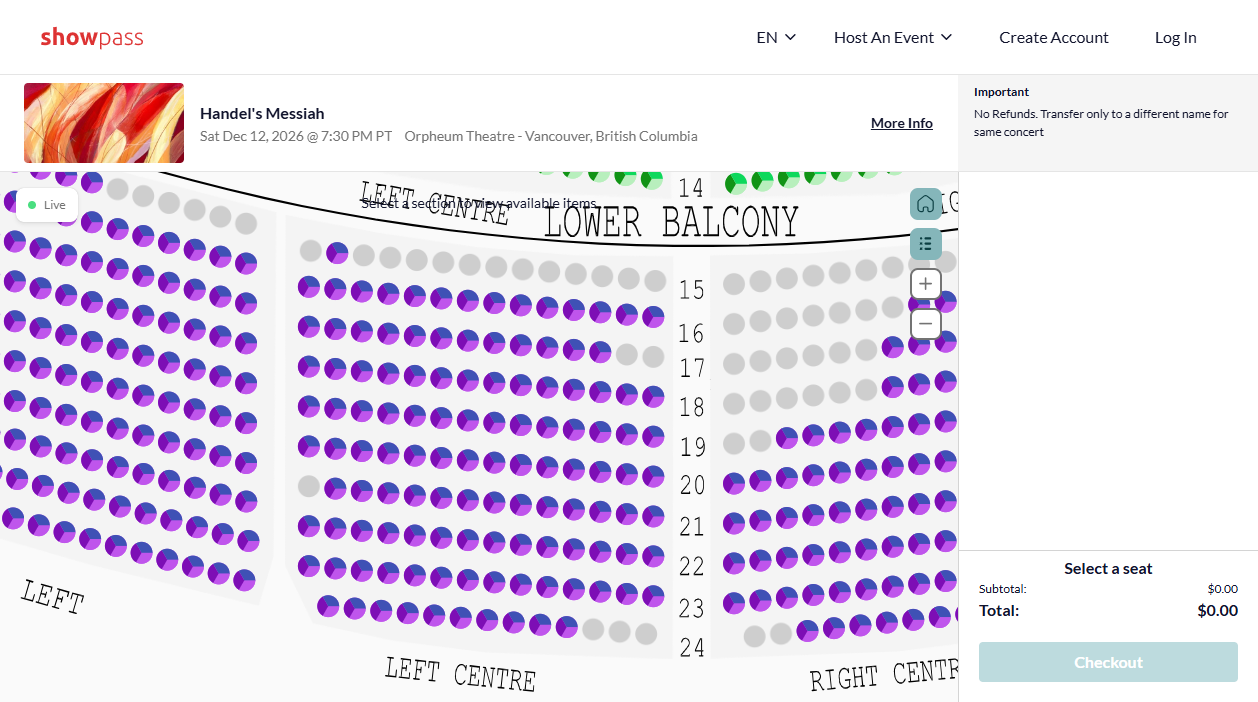 showpass
EN
Host An Event
Create Account
Log In
Handel's Messiah
Sat Dec 12, 2026 @ 7:30 PM PT Orpheum Theatre - Vancouver, British Columbia
More Info
Important
No Refunds. Transfer only to a different name for
same concert
Live
Select a section to view available items.
LEFT CENTRE
14
LOWER BALCONY
15
16
17
18
19
20
21
22
23
24
LEFT
LEFT CENTRE
RIGHT CENTR
Select a seat
Subtotal: $0.00
Total: $0.00
Checkout